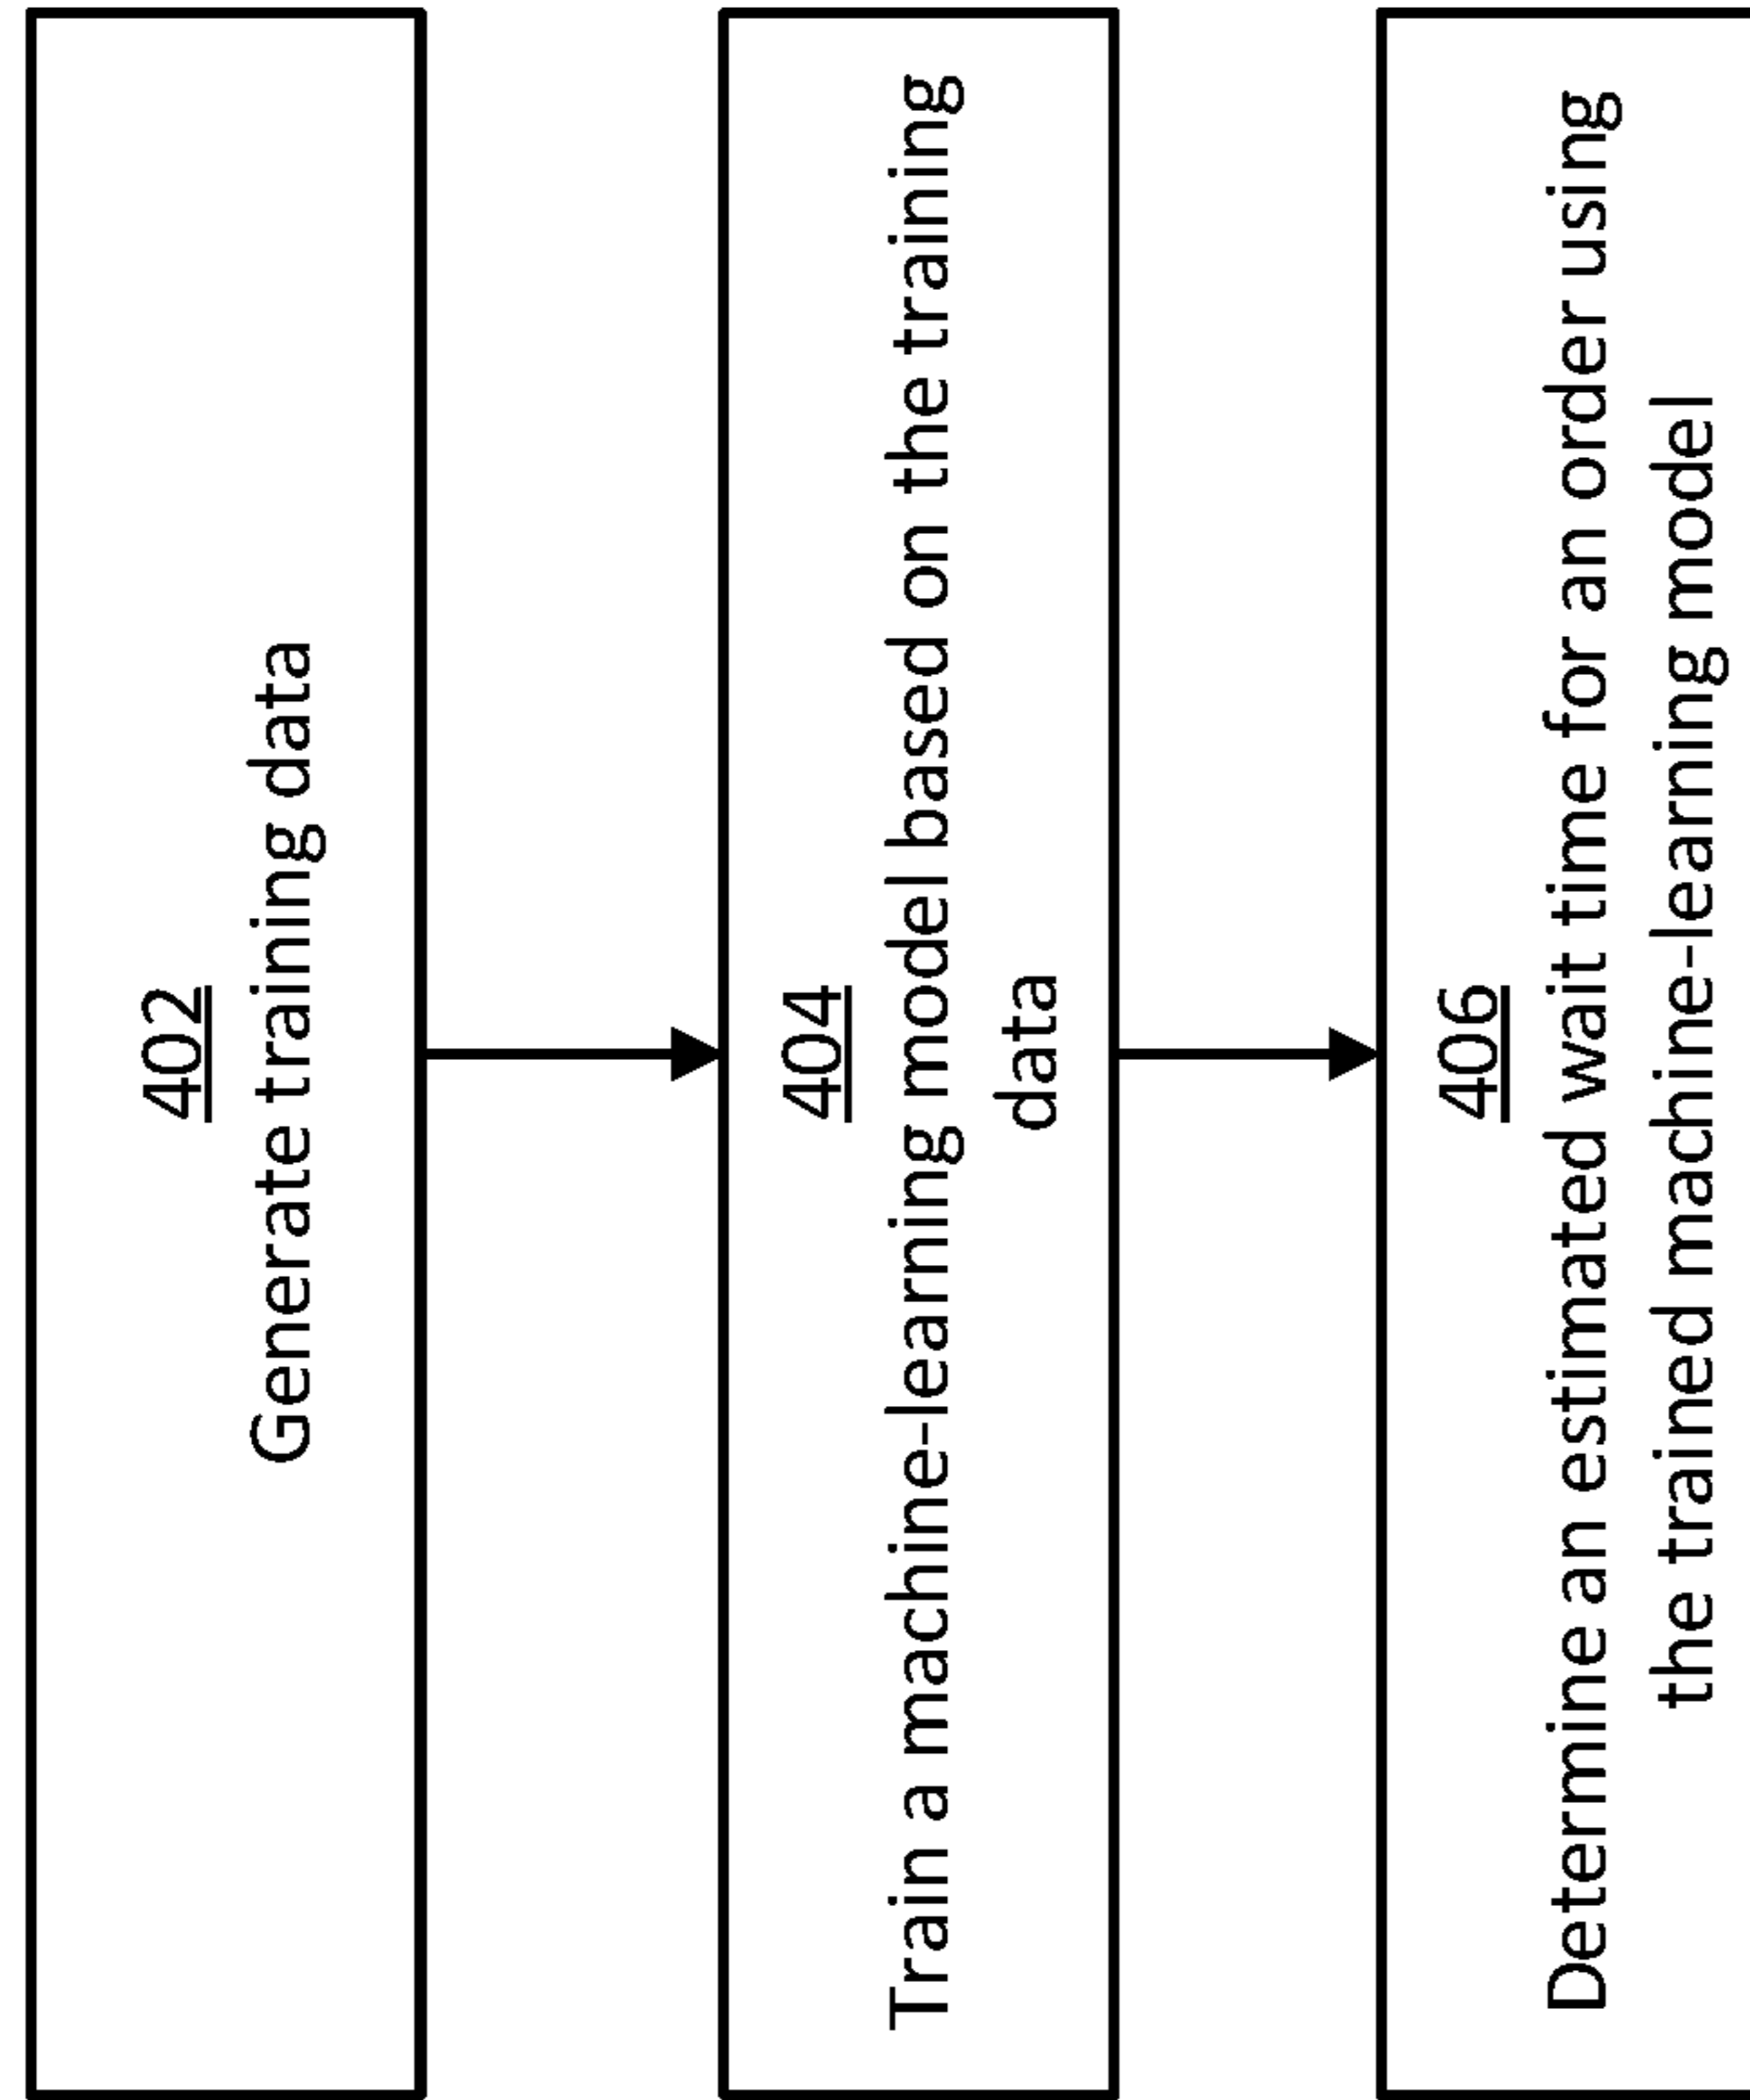 402
Generate training data
404
Train a machine-learning model based on the training
data
406
Determine an estimated wait time for an order using
the trained machine-learning model